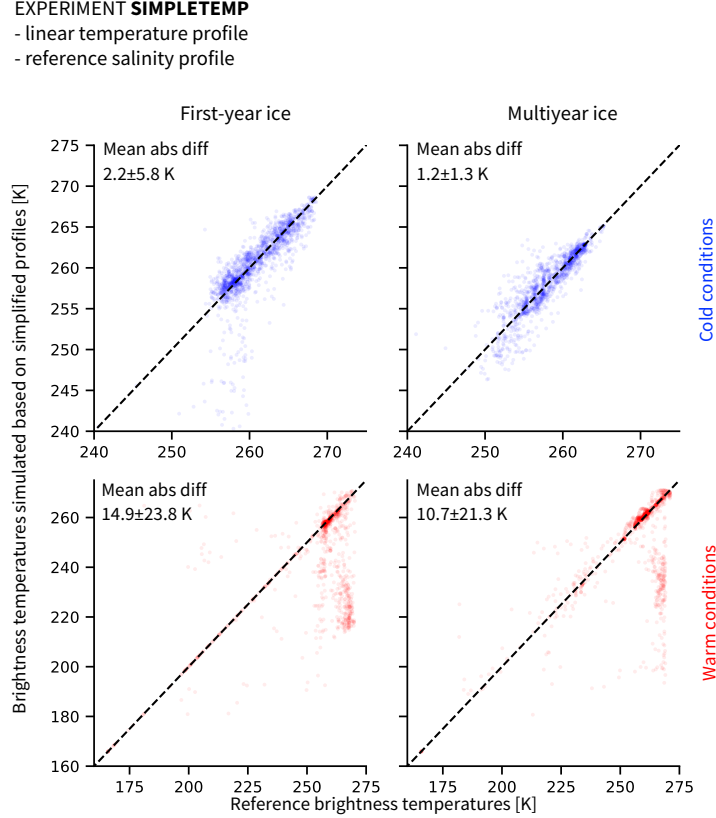 EXPERIMENT SIMPLETEMP
- linear temperature profile
- reference salinity profile
First-year ice
Multiyear ice
Mean abs diff
2.2±5.8 K
Mean abs diff
1.2±1.3 K
275
270
265
260
255
250
245
240
240
250
260
270
240
250
260
270
Cold conditions
Brightness temperatures simulated based on simplified profiles [K]
Mean abs diff
14.9±23.8 K
Mean abs diff
10.7±21.3 K
260
240
220
200
180
160
175
200
225
250
275
175
200
225
250
275
Warm conditions
Reference brightness temperatures [K]